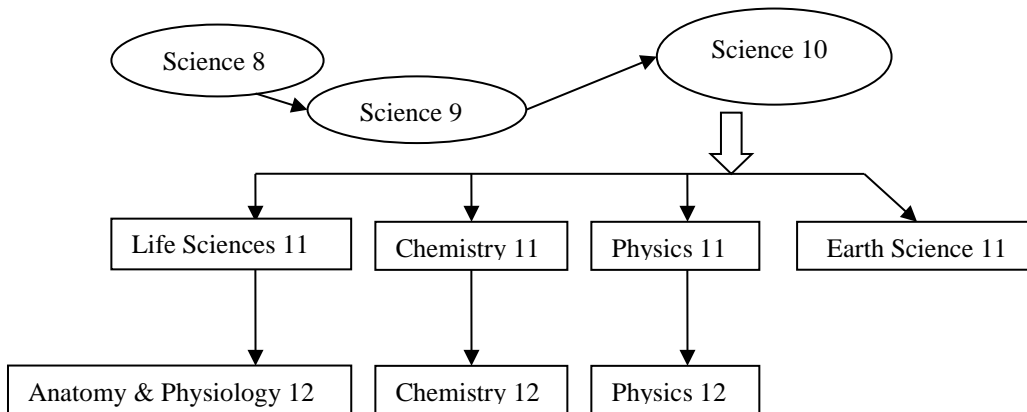 Science 8
Science 9
Science 10
Life Sciences 11
Chemistry 11
Physics 11
Earth Science 11
Anatomy & Physiology 12
Chemistry 12
Physics 12